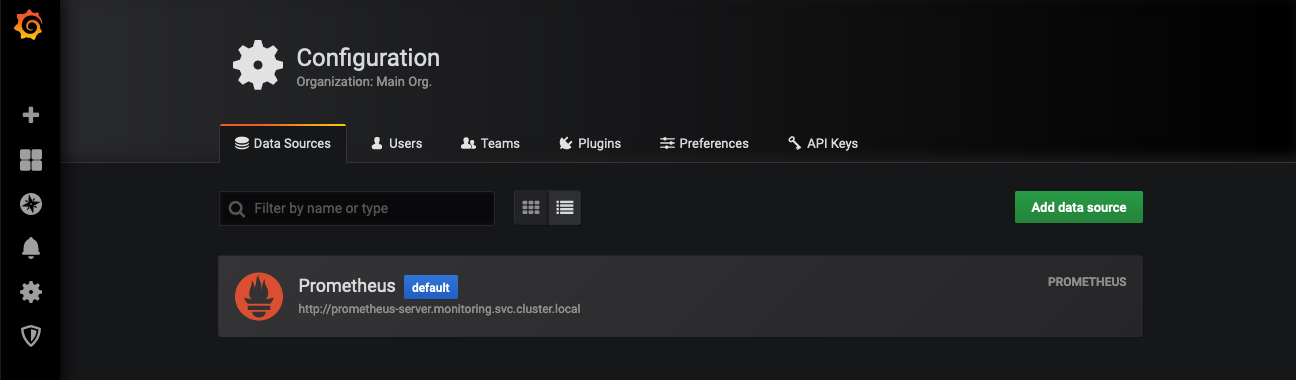 Configuration
Organization: Main Org.
Data Sources Users Teams Plugins Preferences API Keys
Filter by name or type Add data source
Prometheus default PROMETHEUS
http://prometheus-server.monitoring.svc.cluster.local